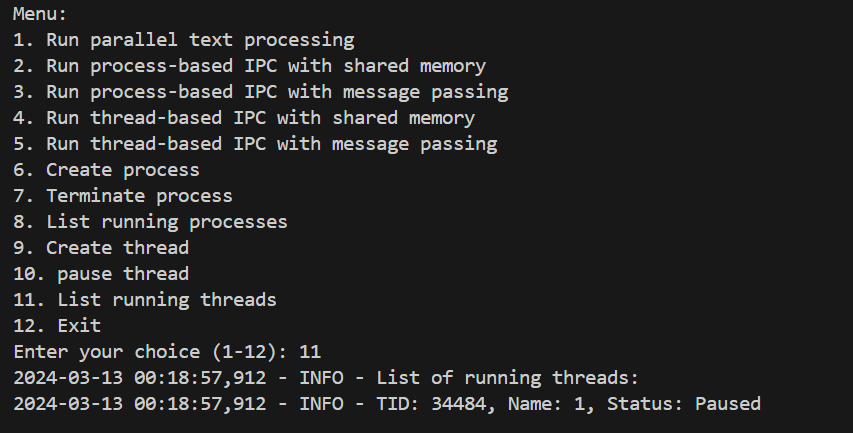 Menu:
1. Run parallel text processing
2. Run process-based IPC with shared memory
3. Run process-based IPC with message passing
4. Run thread-based IPC with shared memory
5. Run thread-based IPC with message passing
6. Create process
7. Terminate process
8. List running processes
9. Create thread
10. pause thread
11. List running threads
12. Exit
Enter your choice (1-12): 11
2024-03-13 00:18:57,912 - INFO - List of running threads:
2024-03-13 00:18:57,912 - INFO - TID: 34484, Name: 1, Status: Paused